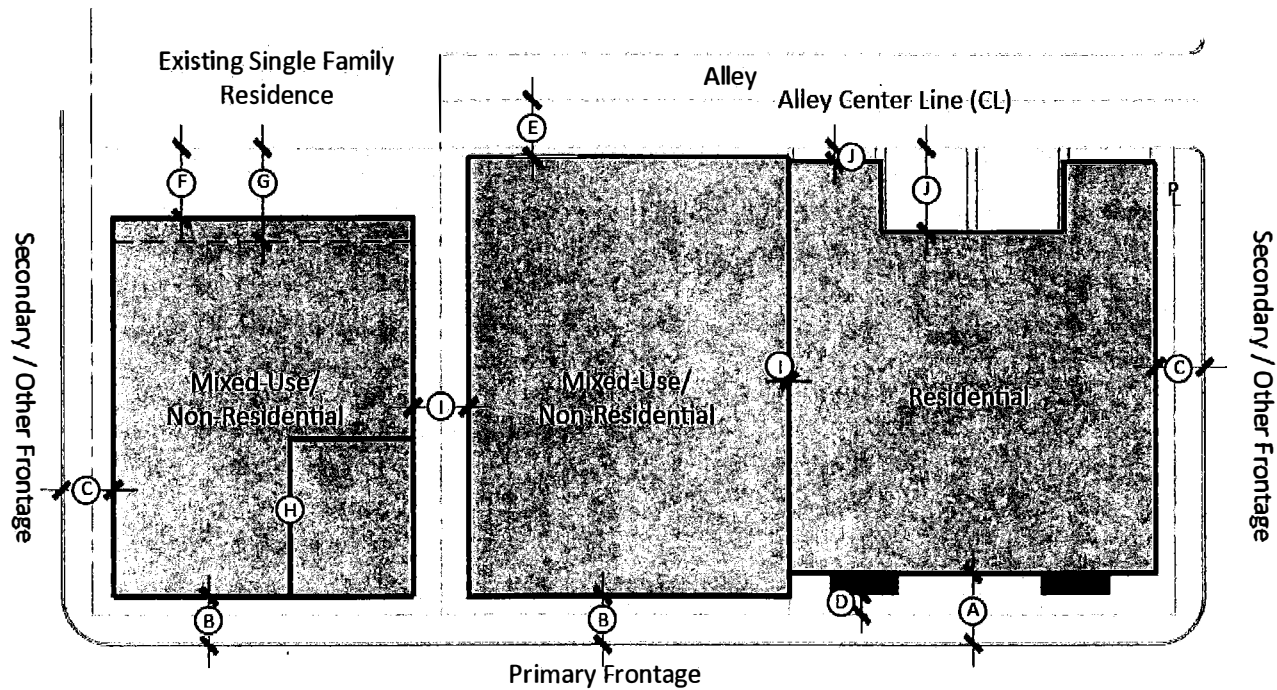 Existing Single Family
Residence
Alley
Alley Center Line (CL)
E
F
G
J
J
PL
Secondary / Other Frontage
Mixed-Use/
Non-Residential
I
Mixed-Use/
Non-Residential
I
Residential
C
Secondary / Other Frontage
C
H
B
B
D
A
Primary Frontage